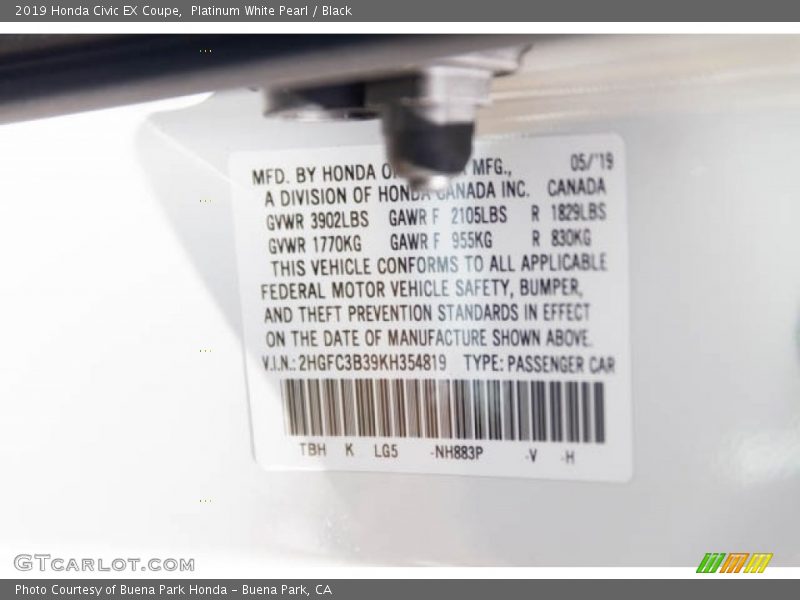 2019 Honda Civic EX Coupe, Platinum White Pearl / Black
MFD. BY HONDA MFG., 05/'19
A DIVISION OF HONDA CANADA INC. CANADA
GVWR 3902LBS GAWR F 2105LBS R 1829LBS
GVWR 1770KG GAWR F 955KG R 830KG
THIS VEHICLE CONFORMS TO ALL APPLICABLE
FEDERAL MOTOR VEHICLE SAFETY, BUMPER,
AND THEFT PREVENTION STANDARDS IN EFFECT
ON THE DATE OF MANUFACTURE SHOWN ABOVE.
V.I.N.: 2HGFC3B39KH354819 TYPE: PASSENGER CAR
TBH K LG5 -NH883P -V -H
GTCARLOT.COM
Photo Courtesy of Buena Park Honda - Buena Park, CA